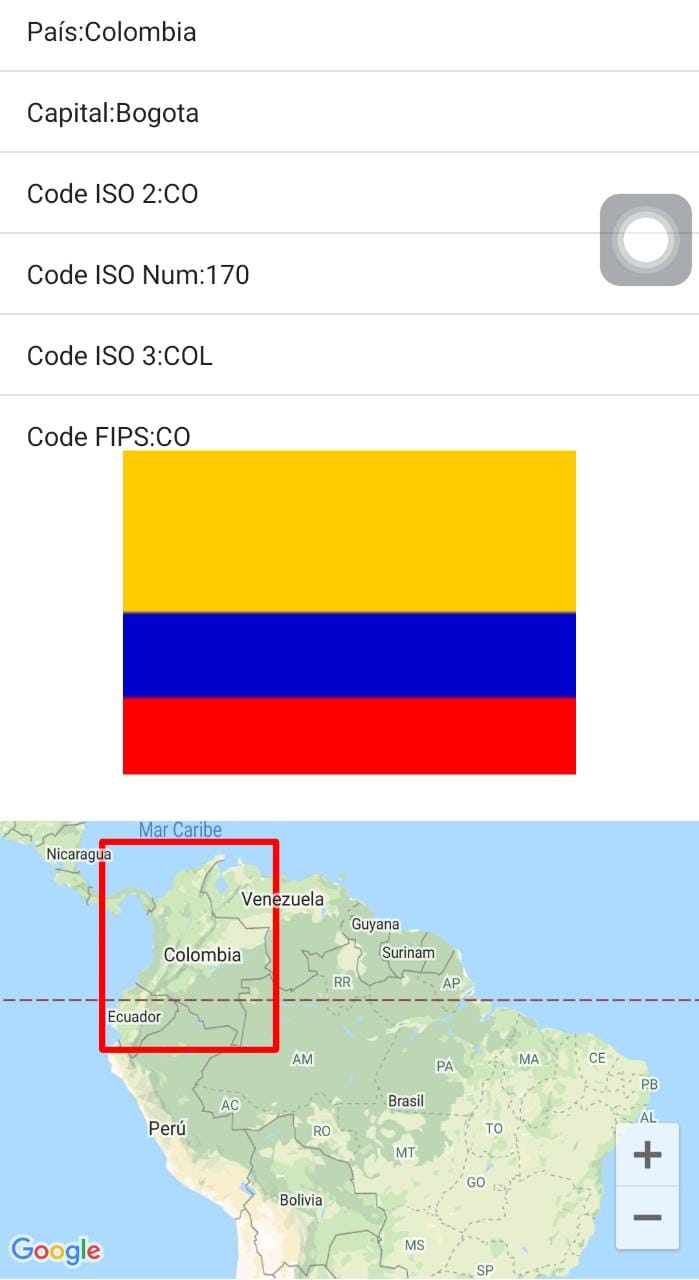 País:Colombia
Capital:Bogota
Code ISO 2:CO
Code ISO Num:170
Code ISO 3:COL
Code FIPS:CO
Mar Caribe
Nicaragua
Venezuela
Guyana
Colombia
Surinam
RR
AP
Ecuador
AM
PA
MA
CE
PB
AC
Brasil
AL
Perú
RO
TO
MT
GO
Bolivia
MS
SP
Google